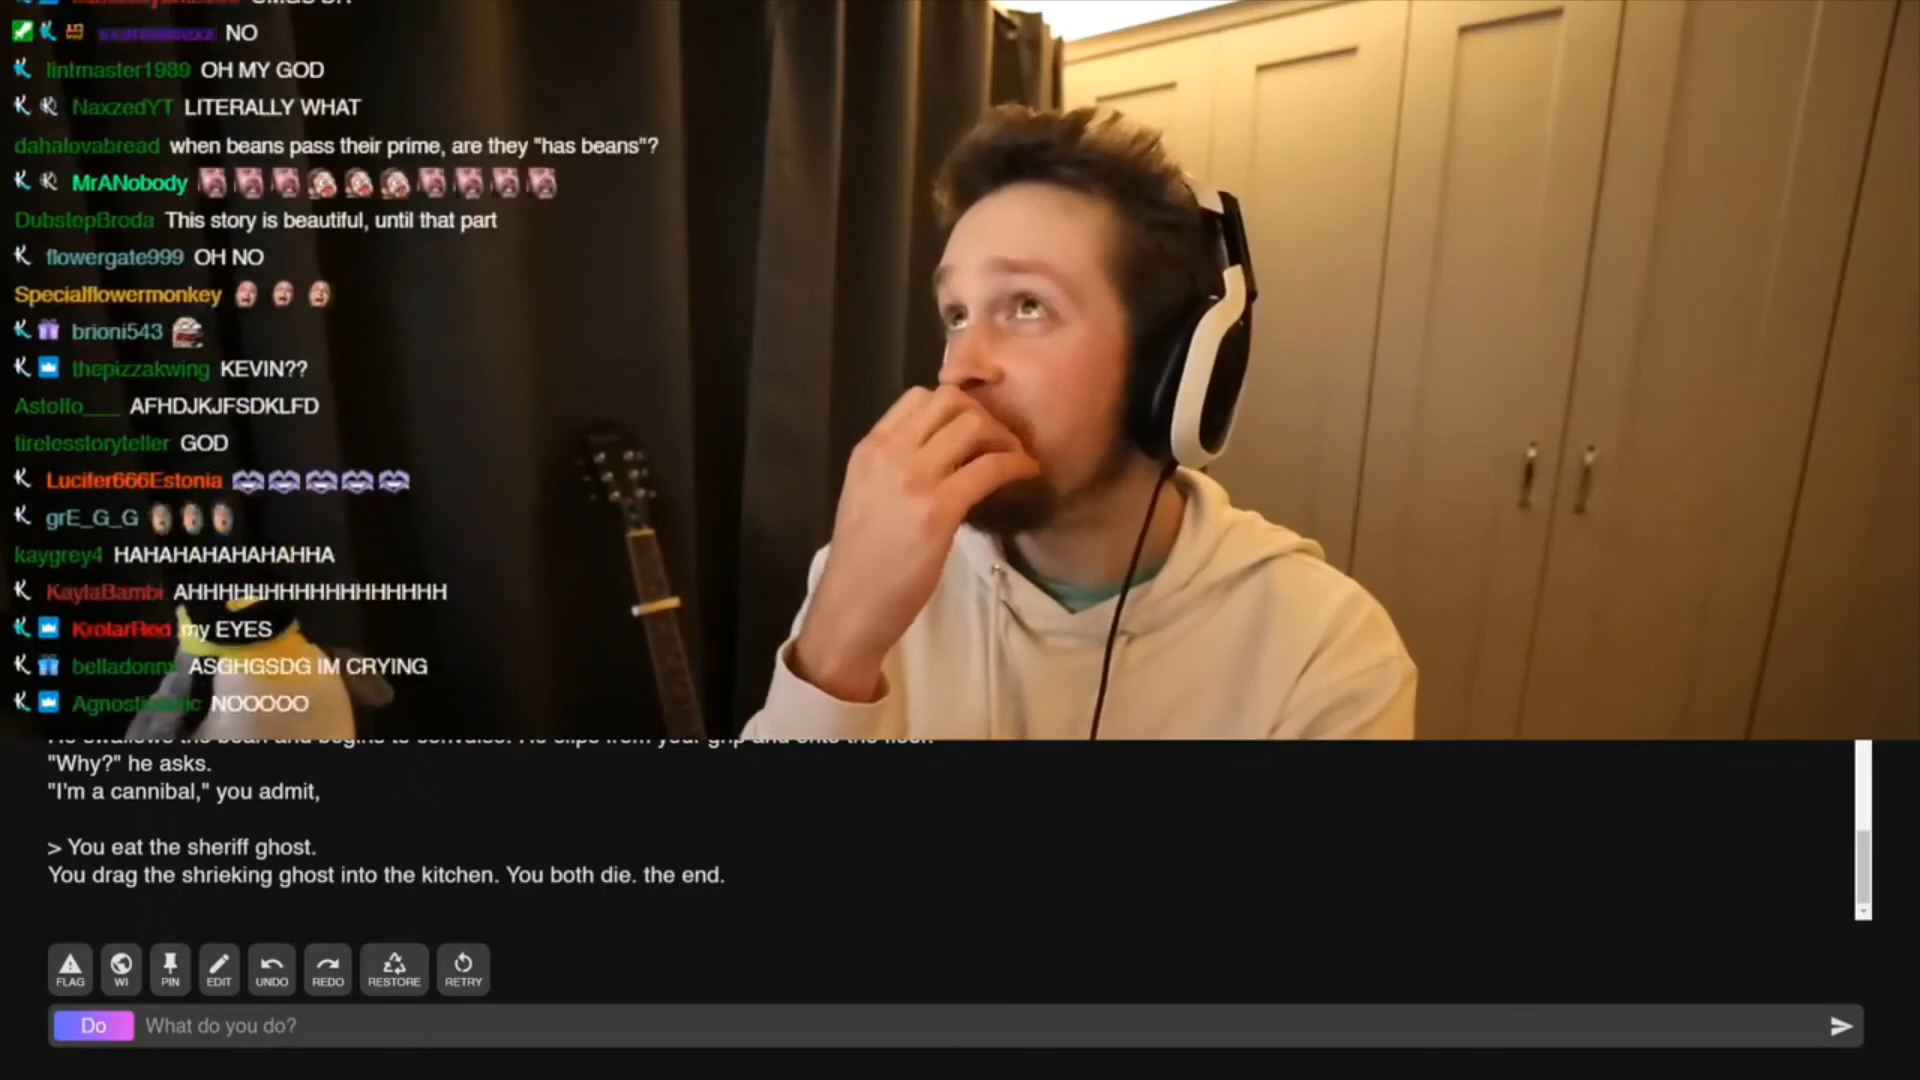 NO
lintmaster1989 OH MY GOD
NaxzedYT LITERALLY WHAT
dahalovabread when beans pass their prime, are they "has beans"?
MrANobody
DubstepBroda This story is beautiful, until that part
flowergate999 OH NO
Specialflowermonkey
brioni543
thepizzakwing KEVIN??
Astolfo___ AFHDJKJFSDKLFD
tirelessstoryteller GOD
Lucifer666Estonia
grE_G_G
kaygrey4 HAHAHAHAHAHAHHA
KaylaBambi AHHHHHHHHHHHHHHHHHH
KrotarRed my EYES
ASGHGSDG IM CRYING
NOOOOO
"Why?" he asks.
"I'm a cannibal," you admit,
> You eat the sheriff ghost.
You drag the shrieking ghost into the kitchen. You both die. the end.
FLAG WI PIN EDIT UNDO REDO RESTORE RETRY
Do What do you do?